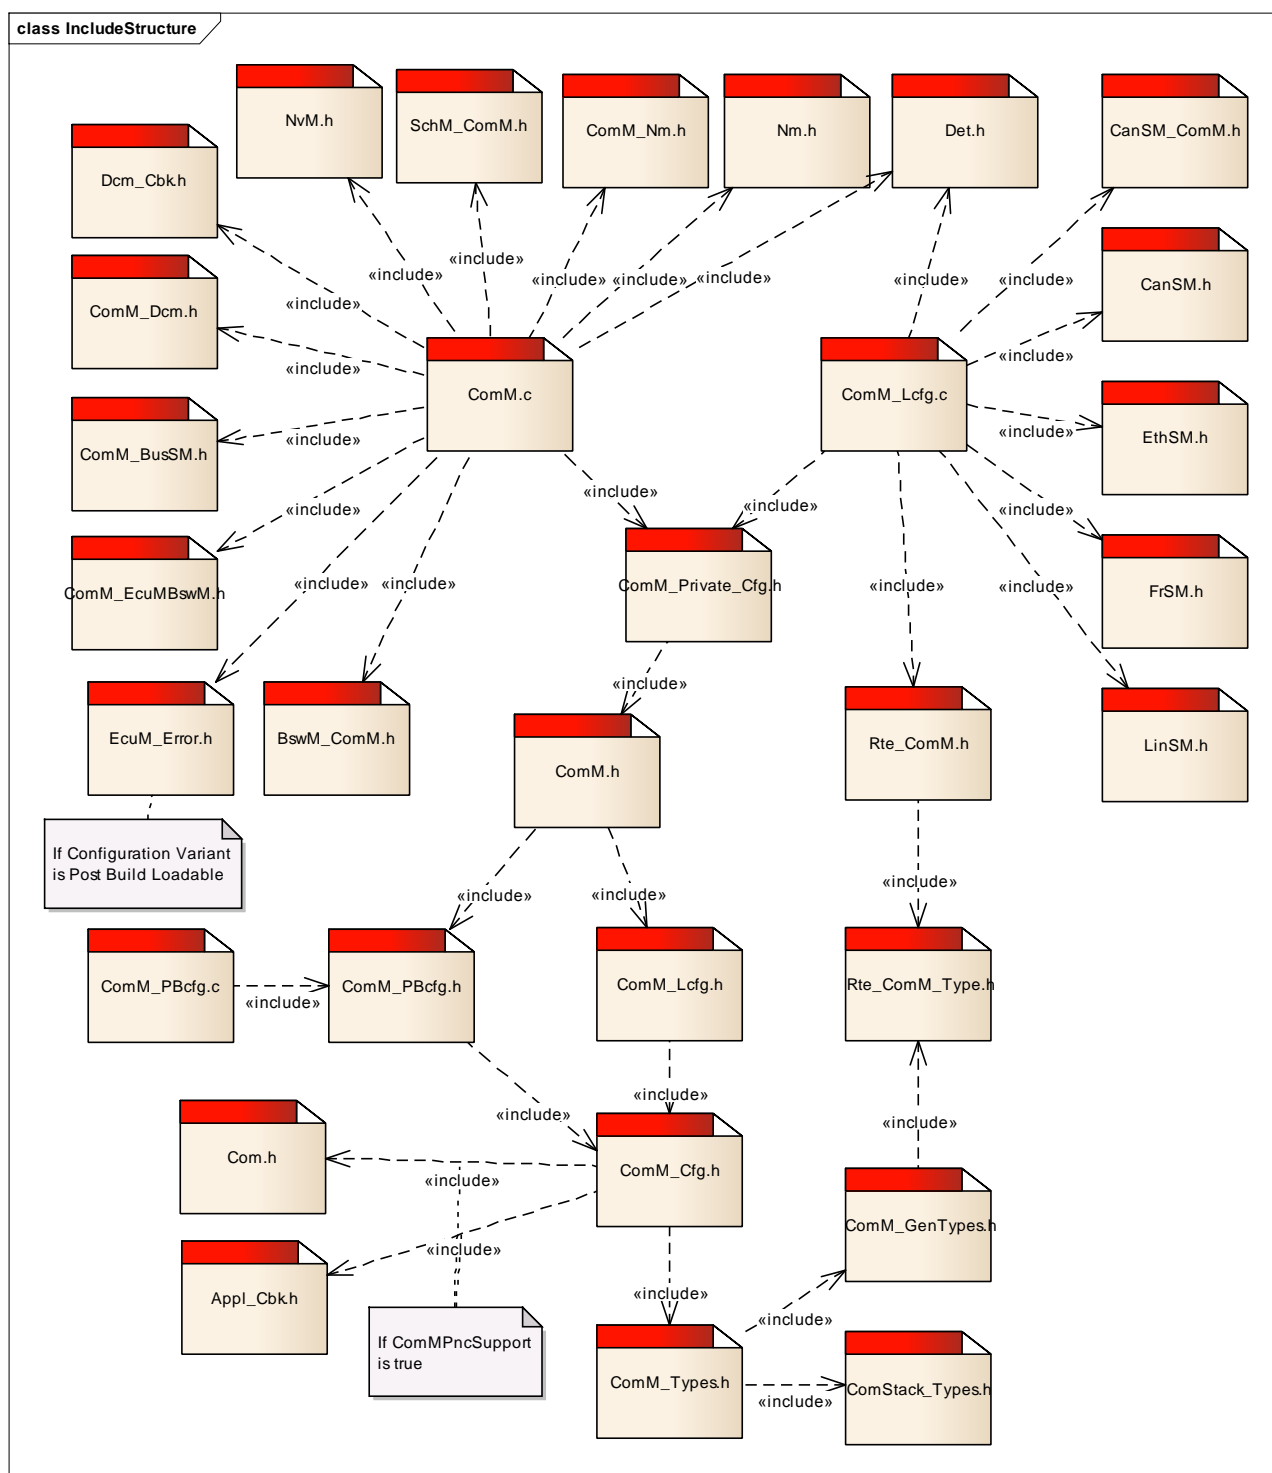 class IncludeStructure
NvM.h
SchM_ComM.h
ComM_Nm.h
Nm.h
Det.h
CanSM_ComM.h
Dcm_Cbk.h
«include»
«include»
«include»
«include»
«include»
«include»
«include»
«include»
CanSM.h
ComM_Dcm.h
«include»
«include»
«include»
ComM.c
ComM_Lcfg.c
«include»
«include»
EthSM.h
ComM_BusSM.h
«include»
«include»
«include»
«include»
ComM_EcuMBswM.h
«include»
«include»
ComM_Private_Cfg.h
«include»
FrSM.h
«include»
EcuM_Error.h
BswM_ComM.h
ComM.h
Rte_ComM.h
LinSM.h
If Configuration Variant
is Post Build Loadable
«include»
«include»
«include»
ComM_PBcfg.c
«include»
ComM_PBcfg.h
ComM_Lcfg.h
Rte_ComM_Type.h
«include»
«include»
«include»
Com.h
«include»
ComM_Cfg.h
«include»
ComM_GenTypes.h
Appl_Cbk.h
If ComMPncSupport
is true
«include»
«include»
ComM_Types.h
«include»
ComStack_Types.h